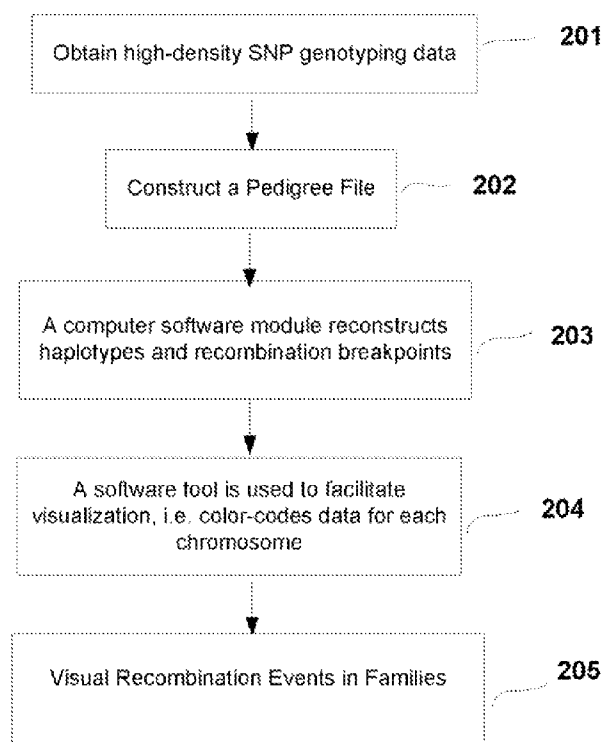 Obtain high-density SNP genotyping data
201
Construct a Pedigree File
202
A computer software module reconstructs
haplotypes and recombination breakpoints
203
A software tool is used to facilitate
visualization, i.e. color-codes data for each
chromosome
204
Visual Recombination Events in Families
205